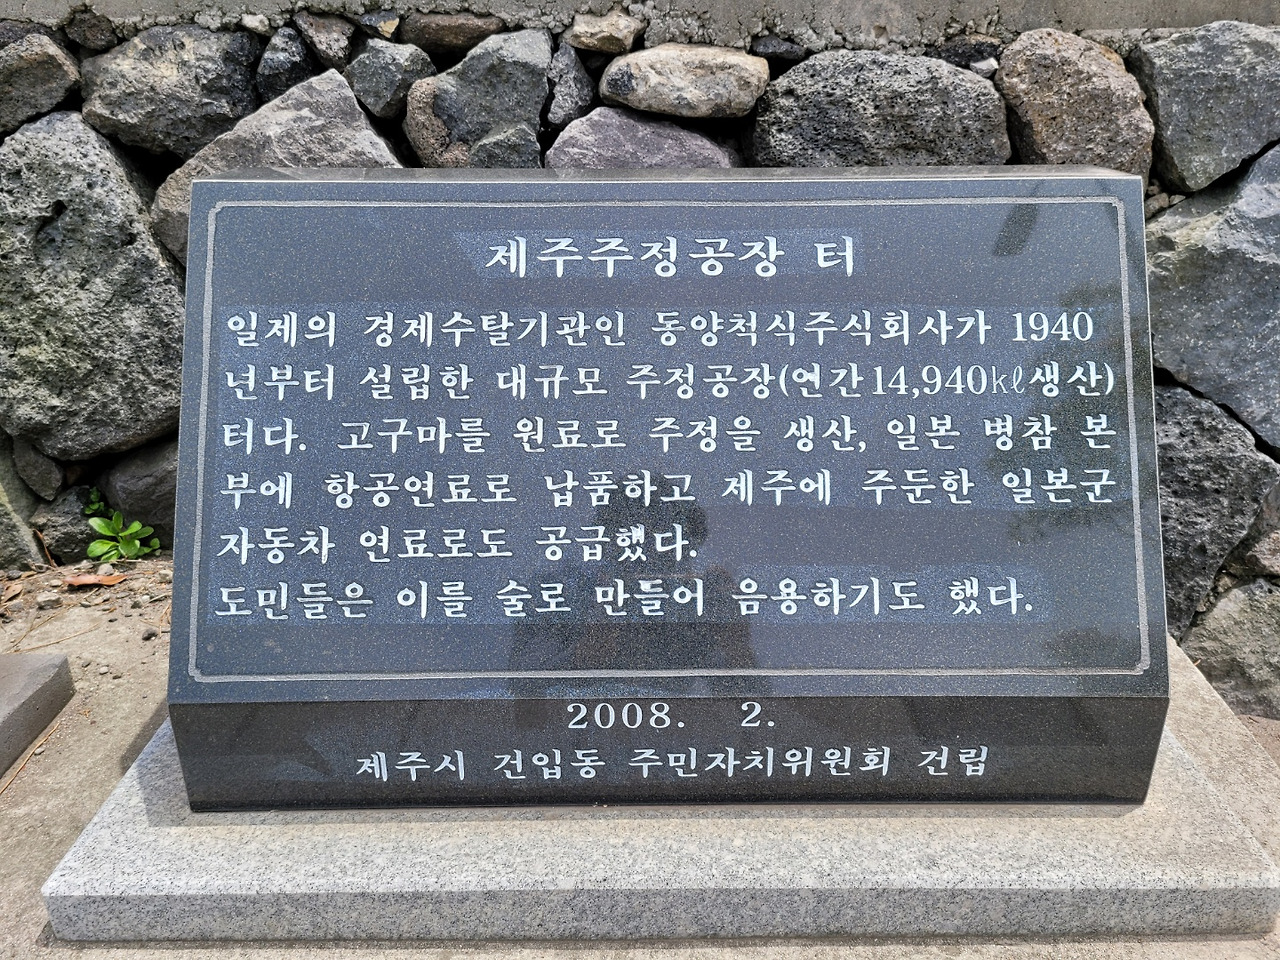 제주주정공장 터
일제의 경제수탈기관인 동양척식주식회사가 1940
년부터 설립한 대규모 주정공장(연간14,940㎘생산)
터다. 고구마를 원료로 주정을 생산, 일본 병참 본
부에 항공연료로 납품하고 제주에 주둔한 일본군
자동차 연료로도 공급했다.
도민들은 이를 술로 만들어 음용하기도 했다.
2008. 2.
제주시 건입동 주민자치위원회 건립